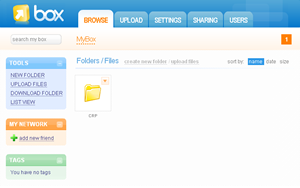 box
BROWSE UPLOAD SETTINGS SHARING USERS
search my box
MyBox
1
Folders / Files create new folder | upload files
sort by: name date size
TOOLS
NEW FOLDER
UPLOAD FILES
DOWNLOAD FOLDER
LIST VIEW
MY NETWORK
add new friend
TAGS
You have no tags